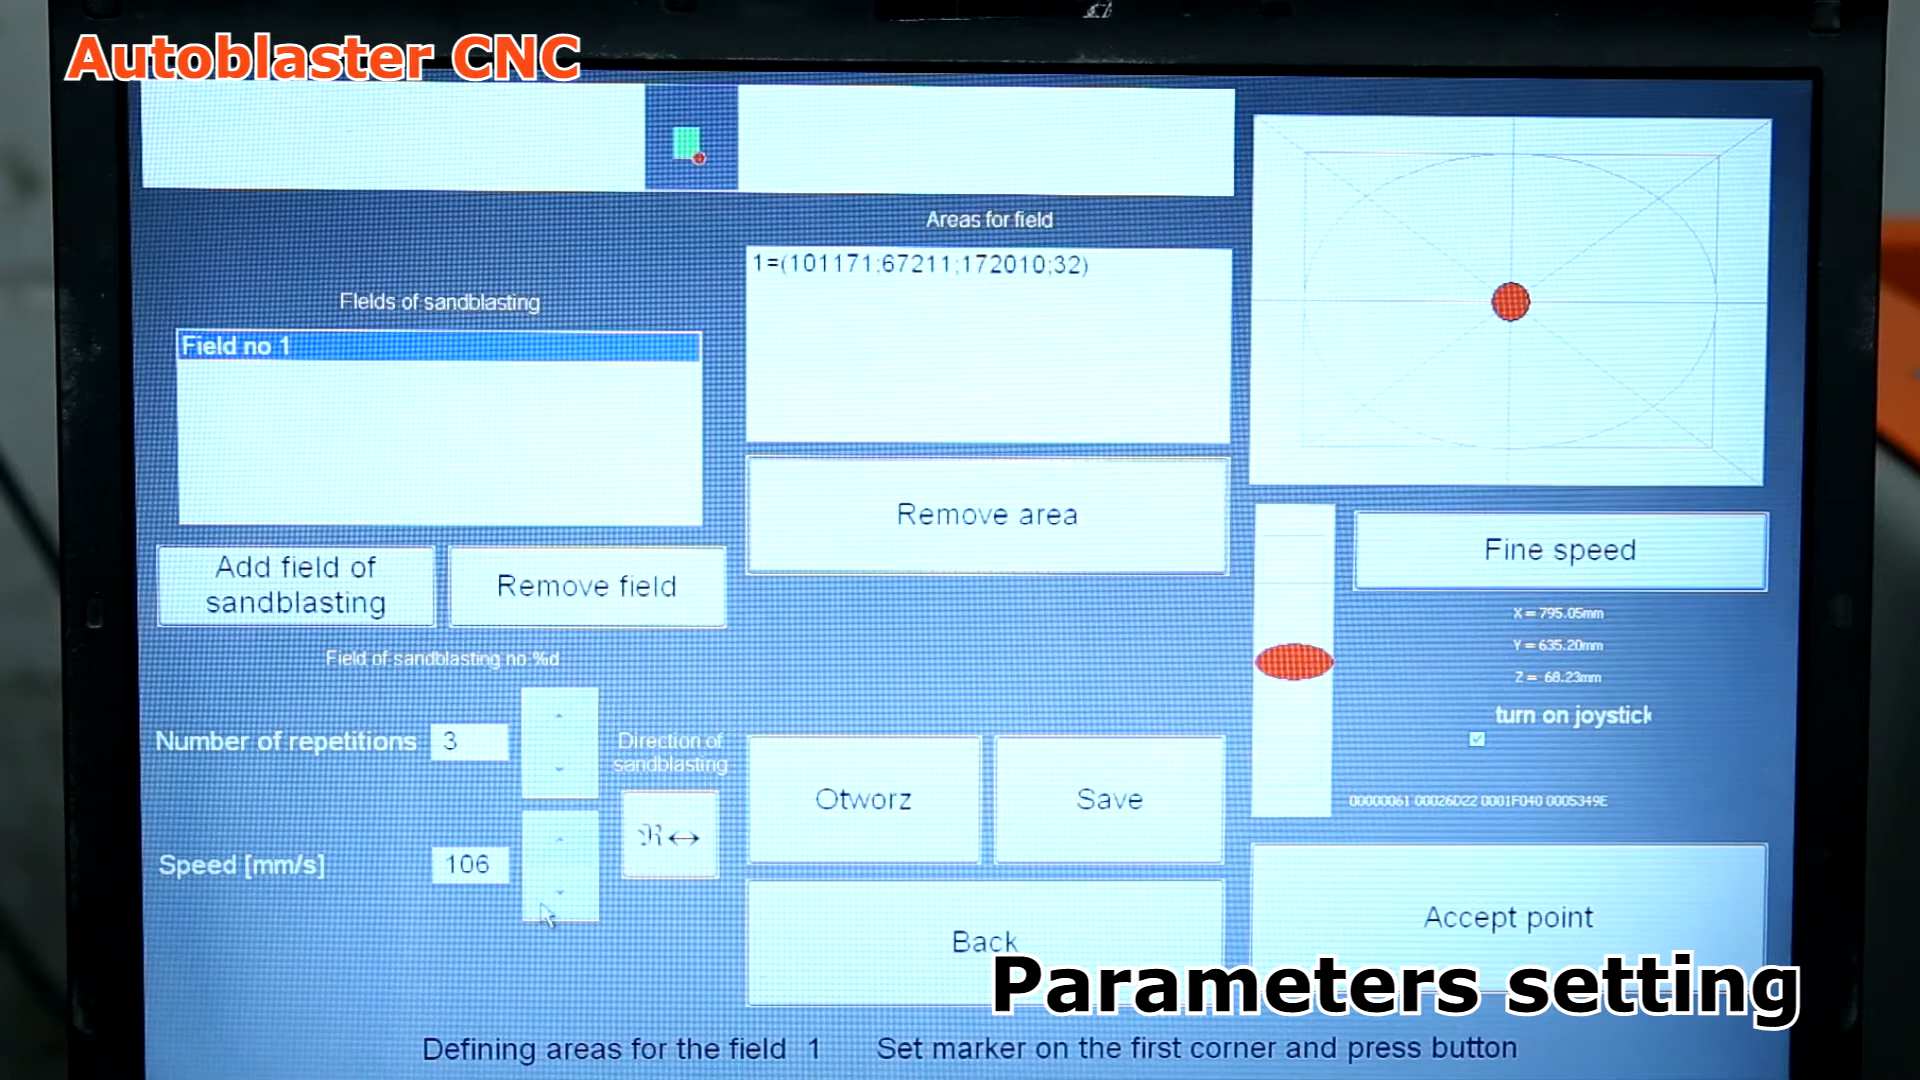 Autoblaster CNC
Areas for field
1=(101171;67211;172010;32)
Fields of sandblasting
Field no 1
Remove area
Add field of
sandblasting
Remove field
Fine speed
X = 795.05mm
Y = 635.20mm
Z = 68.23mm
Field of sandblasting no %d
turn on joystick
Number of repetitions
3
Direction of
sandblasting
Otworz
Save
00000061 00026D22 0001F040 0005349E
Speed [mm/s]
106
ℜ↔
Accept point
Back
Parameters setting
Defining areas for the field 1
Set marker on the first corner and press button